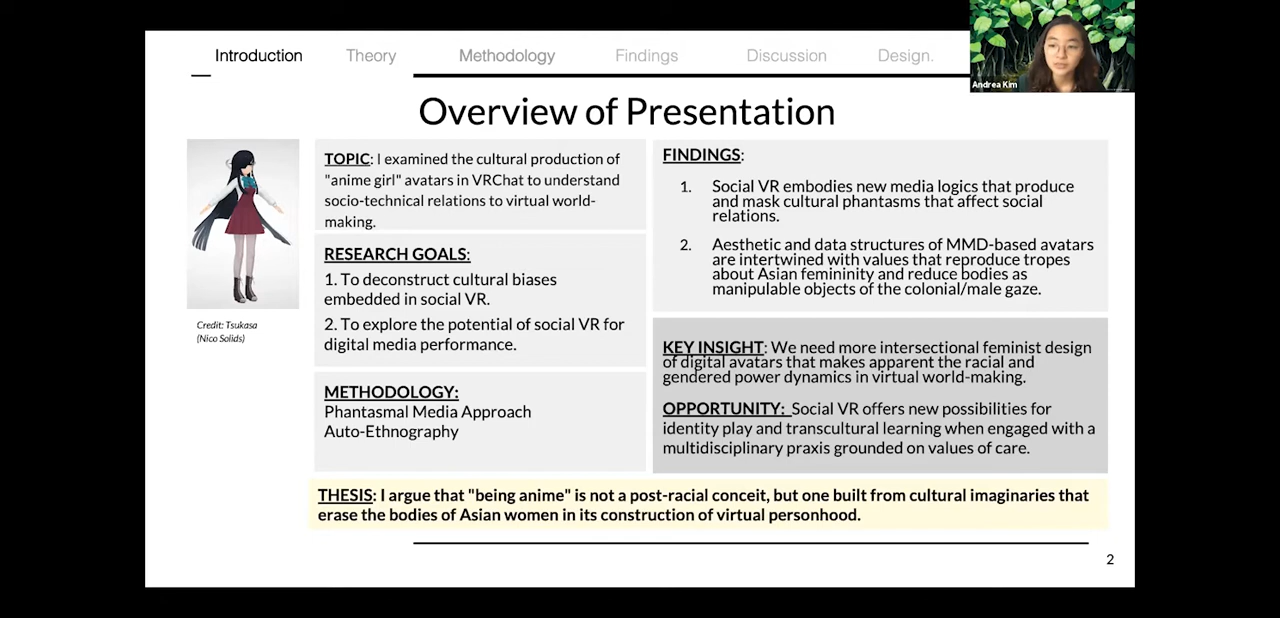 Introduction Theory Methodology Findings Discussion Design.
Andrea Kim
Overview of Presentation
TOPIC: I examined the cultural production of
"anime girl" avatars in VRChat to understand
socio-technical relations to virtual world-
making.
RESEARCH GOALS:
1. To deconstruct cultural biases
embedded in social VR.
2. To explore the potential of social VR for
digital media performance.
METHODOLOGY:
Phantasmal Media Approach
Auto-Ethnography
Credit: Tsukasa
(Nico Solids)
FINDINGS:
1. Social VR embodies new media logics that produce
and mask cultural phantasms that affect social
relations.
2. Aesthetic and data structures of MMD-based avatars
are intertwined with values that reproduce tropes
about Asian femininity and reduce bodies as
manipulable objects of the colonial/male gaze.
KEY INSIGHT: We need more intersectional feminist design
of digital avatars that makes apparent the racial and
gendered power dynamics in virtual world-making.
OPPORTUNITY: Social VR offers new possibilities for
identity play and transcultural learning when engaged with a
multidisciplinary praxis grounded on values of care.
THESIS: I argue that "being anime" is not a post-racial conceit, but one built from cultural imaginaries that
erase the bodies of Asian women in its construction of virtual personhood.
2